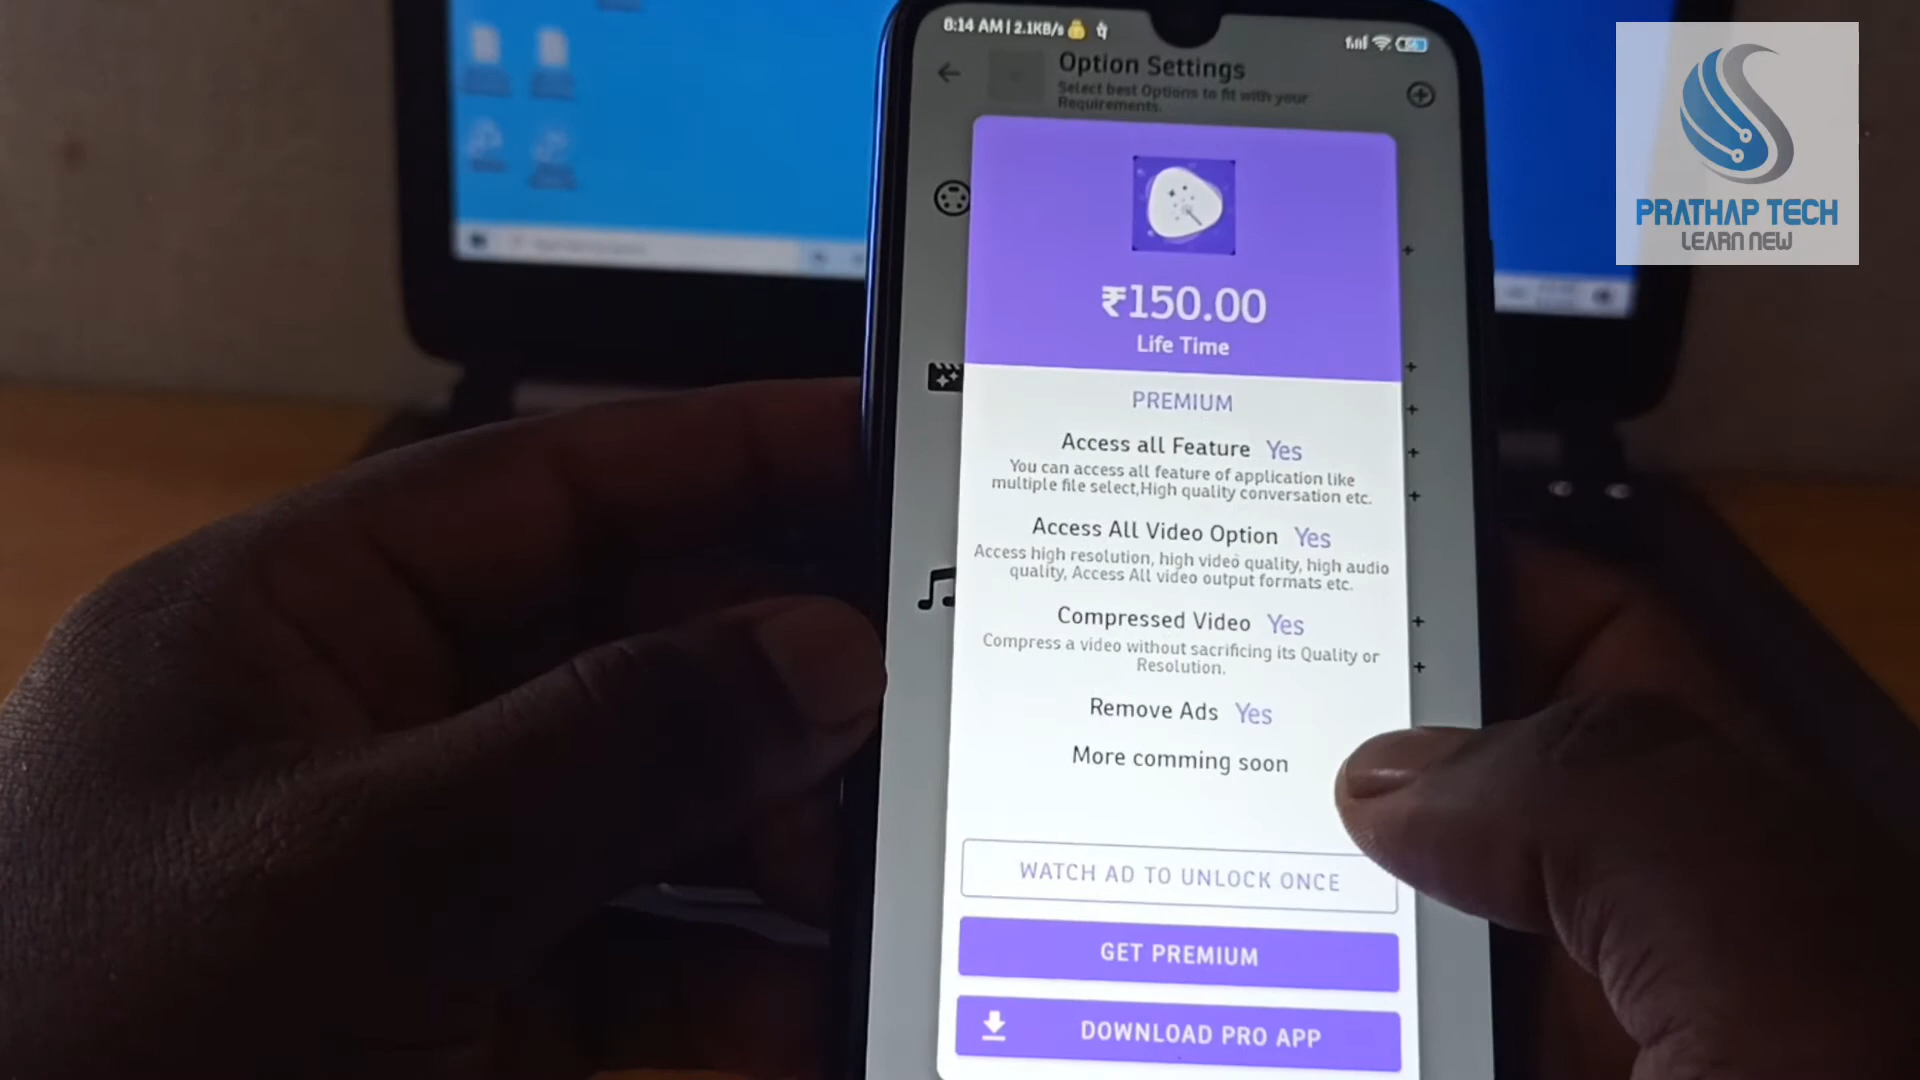 8:14 AM | 2.1KB/s
Option Settings
Select best Options to fit with your
Requirements.
PRATHAP TECH
LEARN NEW
₹150.00
Life Time
PREMIUM
Access all Feature Yes
You can access all feature of application like
multiple file select,High quality conversation etc.
Access All Video Option Yes
Access high resolution, high video quality, high audio
quality, Access All video output formats etc.
Compressed Video Yes
Compress a video without sacrificing its Quality or
Resolution.
Remove Ads Yes
More comming soon
WATCH AD TO UNLOCK ONCE
GET PREMIUM
DOWNLOAD PRO APP